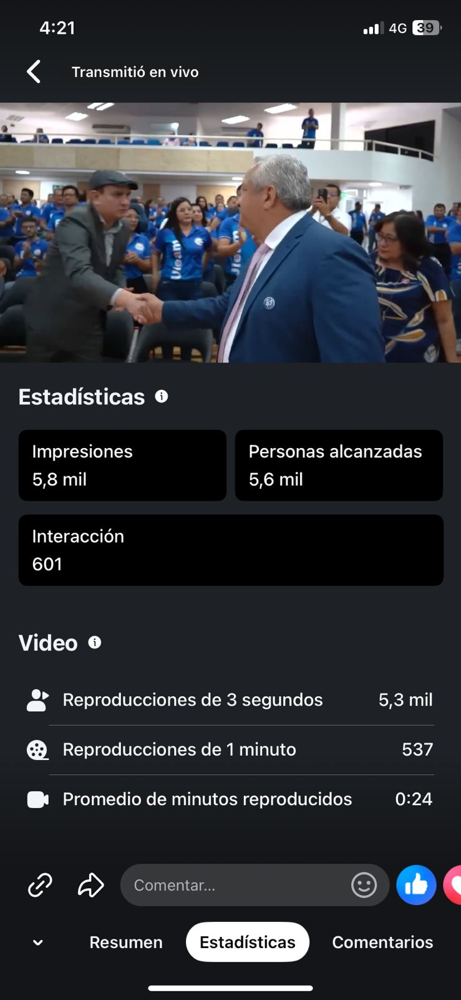 4:21
4G 39
Transmitió en vivo
Uleam
Estadísticas
Impresiones
5,8 mil
Personas alcanzadas
5,6 mil
Interacción
601
Video
Reproducciones de 3 segundos 5,3 mil
Reproducciones de 1 minuto 537
Promedio de minutos reproducidos 0:24
Comentar...
Resumen Estadísticas Comentarios